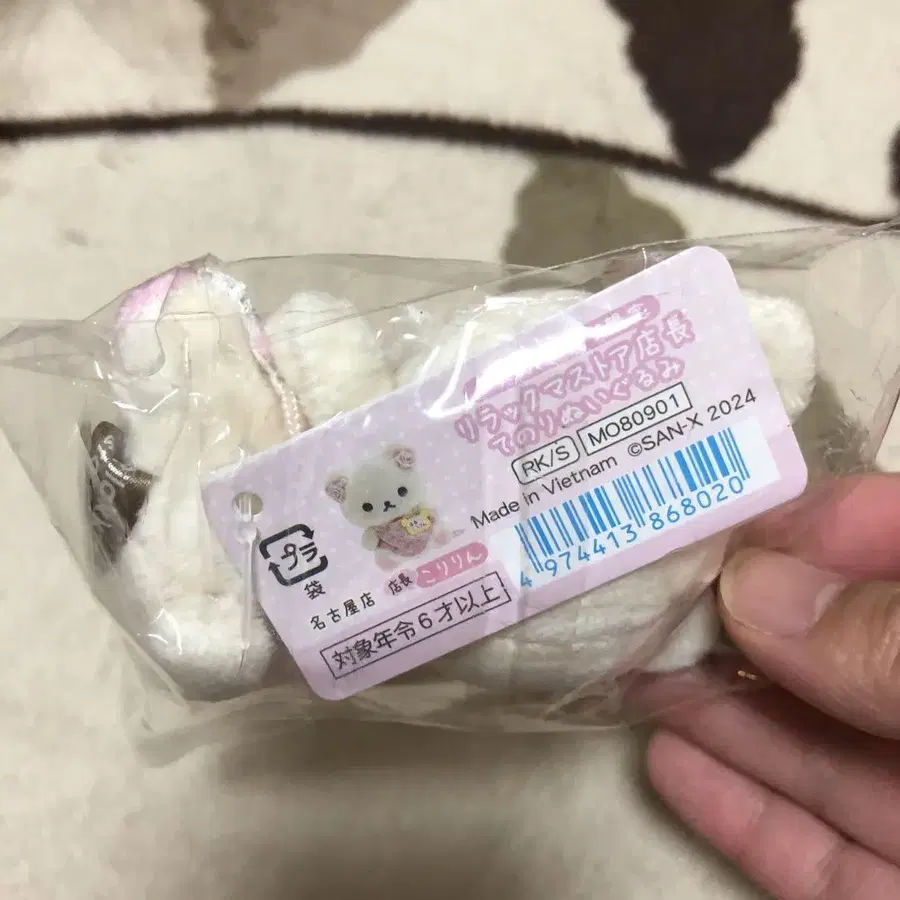 リラックマストア店長
てのりぬいぐるみ
RK/S MO80901
Made in Vietnam ©SAN-X 2024
4 974413 868020
プラ
袋
名古屋店 店長 こりりん
対象年令6才以上